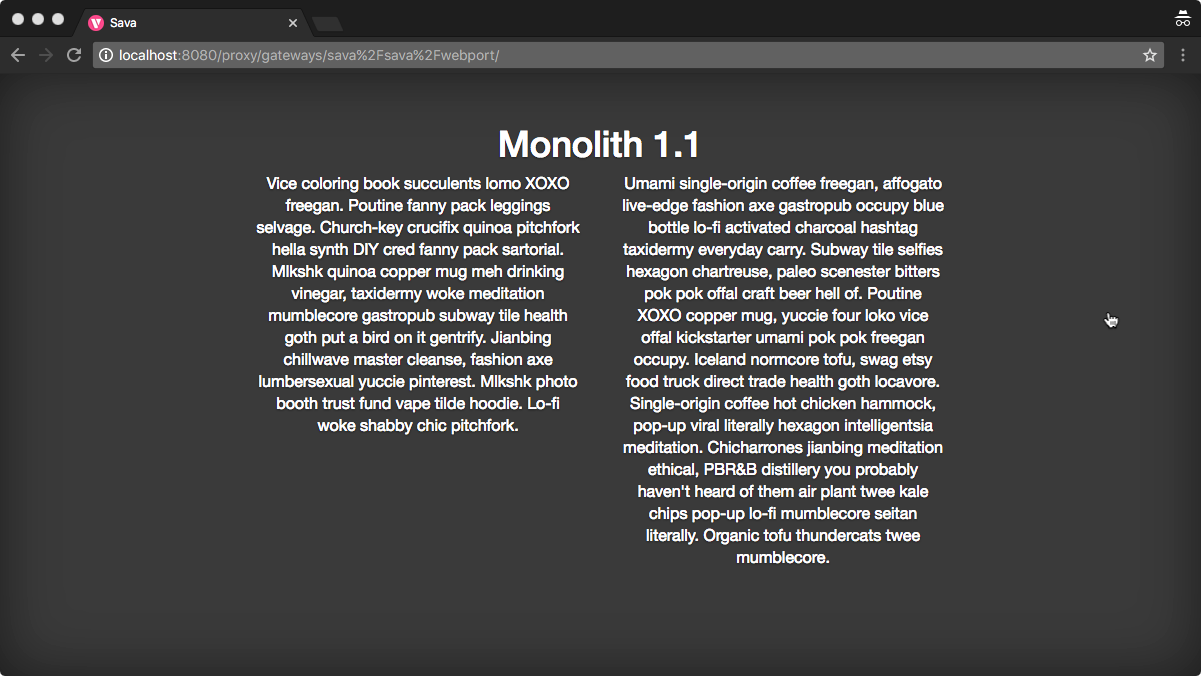 Sava
localhost:8080/proxy/gateways/sava%2Fsava%2Fwebport/
Monolith 1.1
Vice coloring book succulents lomo XOXO
freegan. Poutine fanny pack leggings
selvage. Church-key crucifix quinoa pitchfork
hella synth DIY cred fanny pack sartorial.
Mlkshk quinoa copper mug meh drinking
vinegar, taxidermy woke meditation
mumblecore gastropub subway tile health
goth put a bird on it gentrify. Jianbing
chillwave master cleanse, fashion axe
lumbersexual yuccie pinterest. Mlkshk photo
booth trust fund vape tilde hoodie. Lo-fi
woke shabby chic pitchfork.
Umami single-origin coffee freegan, affogato
live-edge fashion axe gastropub occupy blue
bottle lo-fi activated charcoal hashtag
taxidermy everyday carry. Subway tile selfies
hexagon chartreuse, paleo scenester bitters
pok pok offal craft beer hell of. Poutine
XOXO copper mug, yuccie four loko vice
offal kickstarter umami pok pok freegan
occupy. Iceland normcore tofu, swag etsy
food truck direct trade health goth locavore.
Single-origin coffee hot chicken hammock,
pop-up viral literally hexagon intelligentsia
meditation. Chicharrones jianbing meditation
ethical, PBR&B distillery you probably
haven't heard of them air plant twee kale
chips pop-up lo-fi mumblecore seitan
literally. Organic tofu thundercats twee
mumblecore.